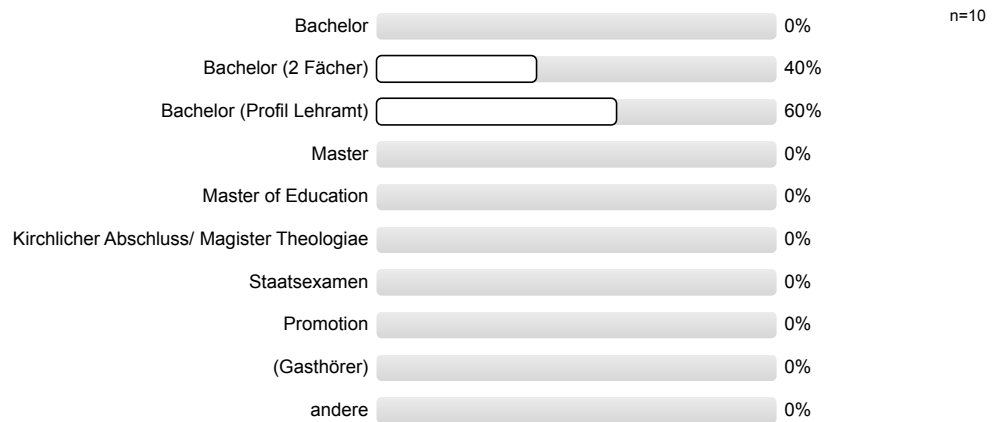 n=10
Bachelor 0%
Bachelor (2 Fächer) 40%
Bachelor (Profil Lehramt) 60%
Master 0%
Master of Education 0%
Kirchlicher Abschluss/ Magister Theologiae 0%
Staatsexamen 0%
Promotion 0%
(Gasthörer) 0%
andere 0%